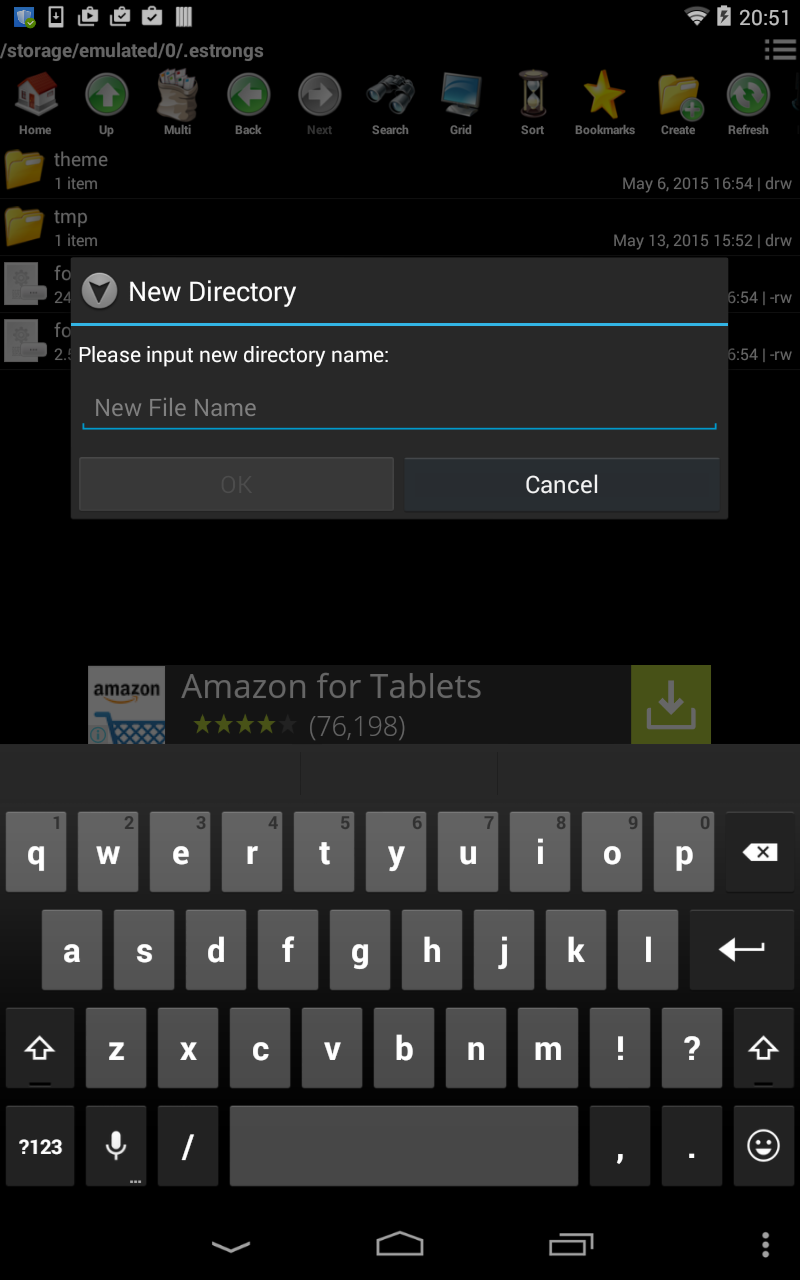 20:51
/storage/emulated/0/.estrongs
Home Up Multi Back Next Search Grid Sort Bookmarks Create Refresh
theme
1 item May 6, 2015 16:54 | drw
tmp
1 item May 13, 2015 15:52 | drw
fo
24 6:54 | -rw
fo
2.5 6:54 | -rw
New Directory
Please input new directory name:
New File Name
OK Cancel
amazon
Amazon for Tablets
(76,198)
1 2 3 4 5 6 7 8 9 0
q w e r t y u i o p
a s d f g h j k l
z x c v b n m ! ?
?123 ... / , .